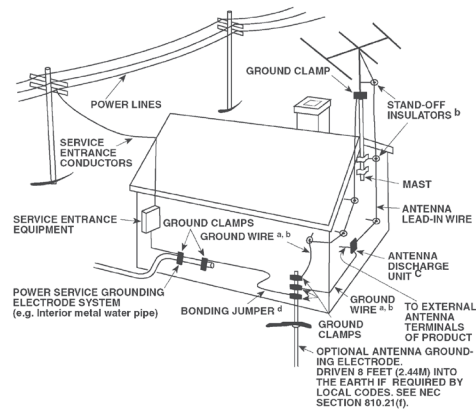 GROUND CLAMP
POWER LINES
STAND-OFF
INSULATORS b
SERVICE
ENTRANCE
CONDUCTORS
MAST
ANTENNA
LEAD-IN WIRE
SERVICE ENTRANCE
EQUIPMENT
GROUND CLAMPS
GROUND WIRE a, b
ANTENNA
DISCHARGE
UNIT C
POWER SERVICE GROUNDING
ELECTRODE SYSTEM
(e.g. Interior metal water pipe)
BONDING JUMPER d
GROUND
WIRE a, b
TO EXTERNAL
ANTENNA
TERMINALS
OF PRODUCT
GROUND
CLAMPS
OPTIONAL ANTENNA GROUND-
ING ELECTRODE.
DRIVEN 8 FEET (2.44M) INTO
THE EARTH IF REQUIRED BY
LOCAL CODES. SEE NEC
SECTION 810.21(f).